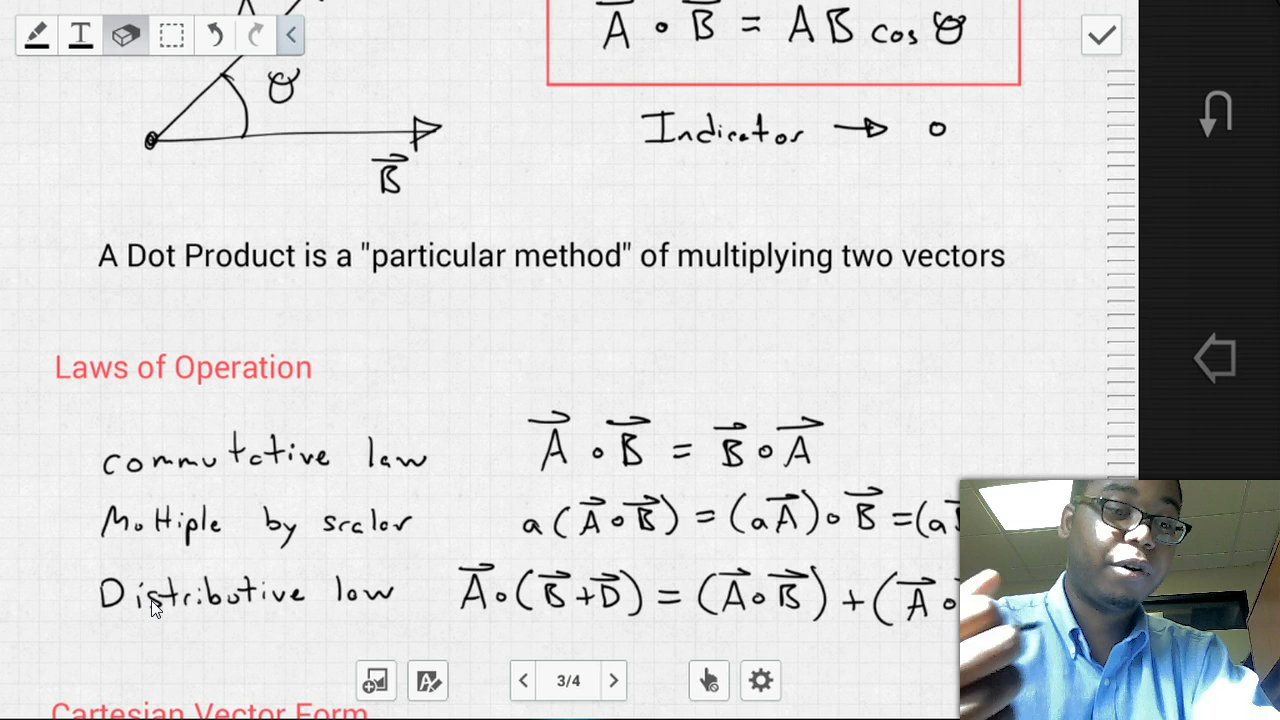 A
A ∘ B = A B cos θ
θ
Indicator → ∘
B
A Dot Product is a "particular method" of multiplying two vectors
Laws of Operation
commutative law A ∘ B = B ∘ A
Moltiple by scalar a(A∘B) = (aA)∘B =(aB
Distributive law A∘(B+D) = (A∘B) + (A∘
T
3/4
Cartesian Vector Form